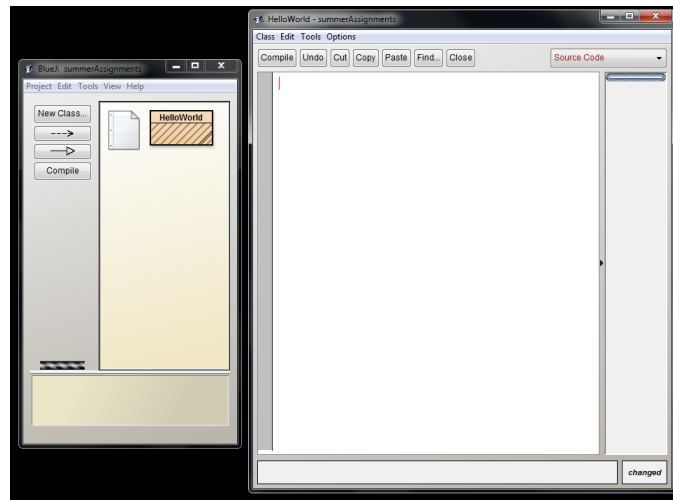 HelloWorld - summerAssignments
Class Edit Tools Options
Compile Undo Cut Copy Paste Find... Close Source Code
changed
BlueJ: summerAssignments
Project Edit Tools View Help
New Class...
Compile
HelloWorld